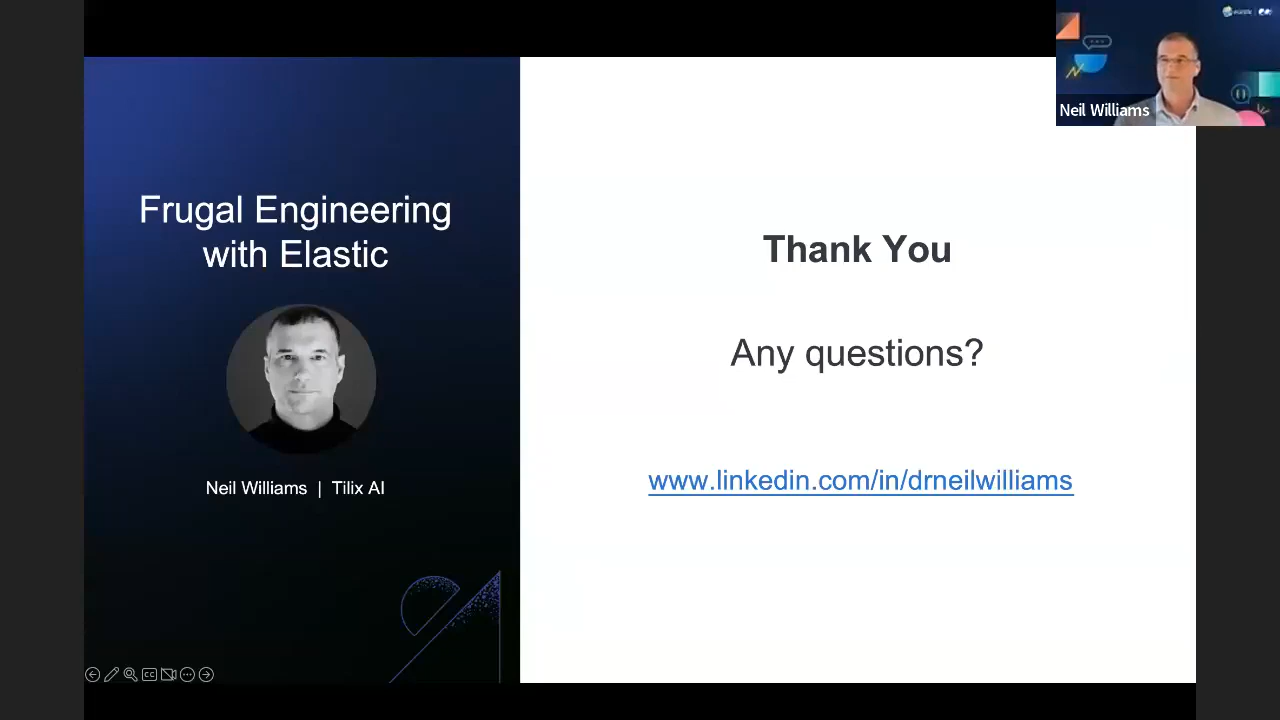 Frugal Engineering
with Elastic
Neil Williams | Tilix AI
Thank You
Any questions?
www.linkedin.com/in/drneilwilliams
Neil Williams
CC